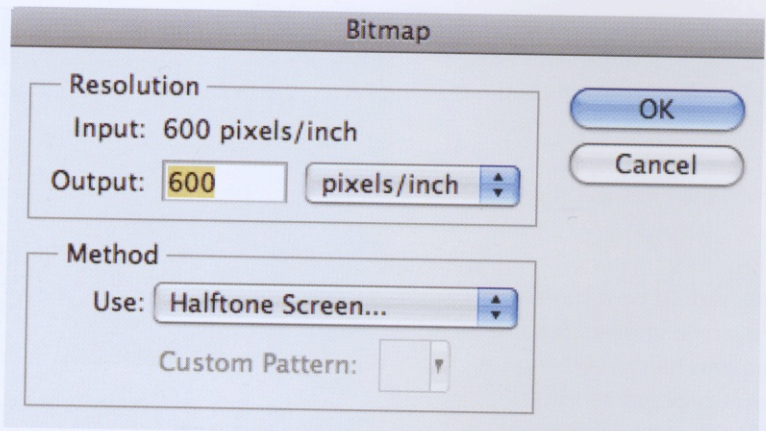 Bitmap
Resolution
Input: 600 pixels/inch
Output: 600 pixels/inch
OK
Cancel
Method
Use: Halftone Screen...
Custom Pattern: